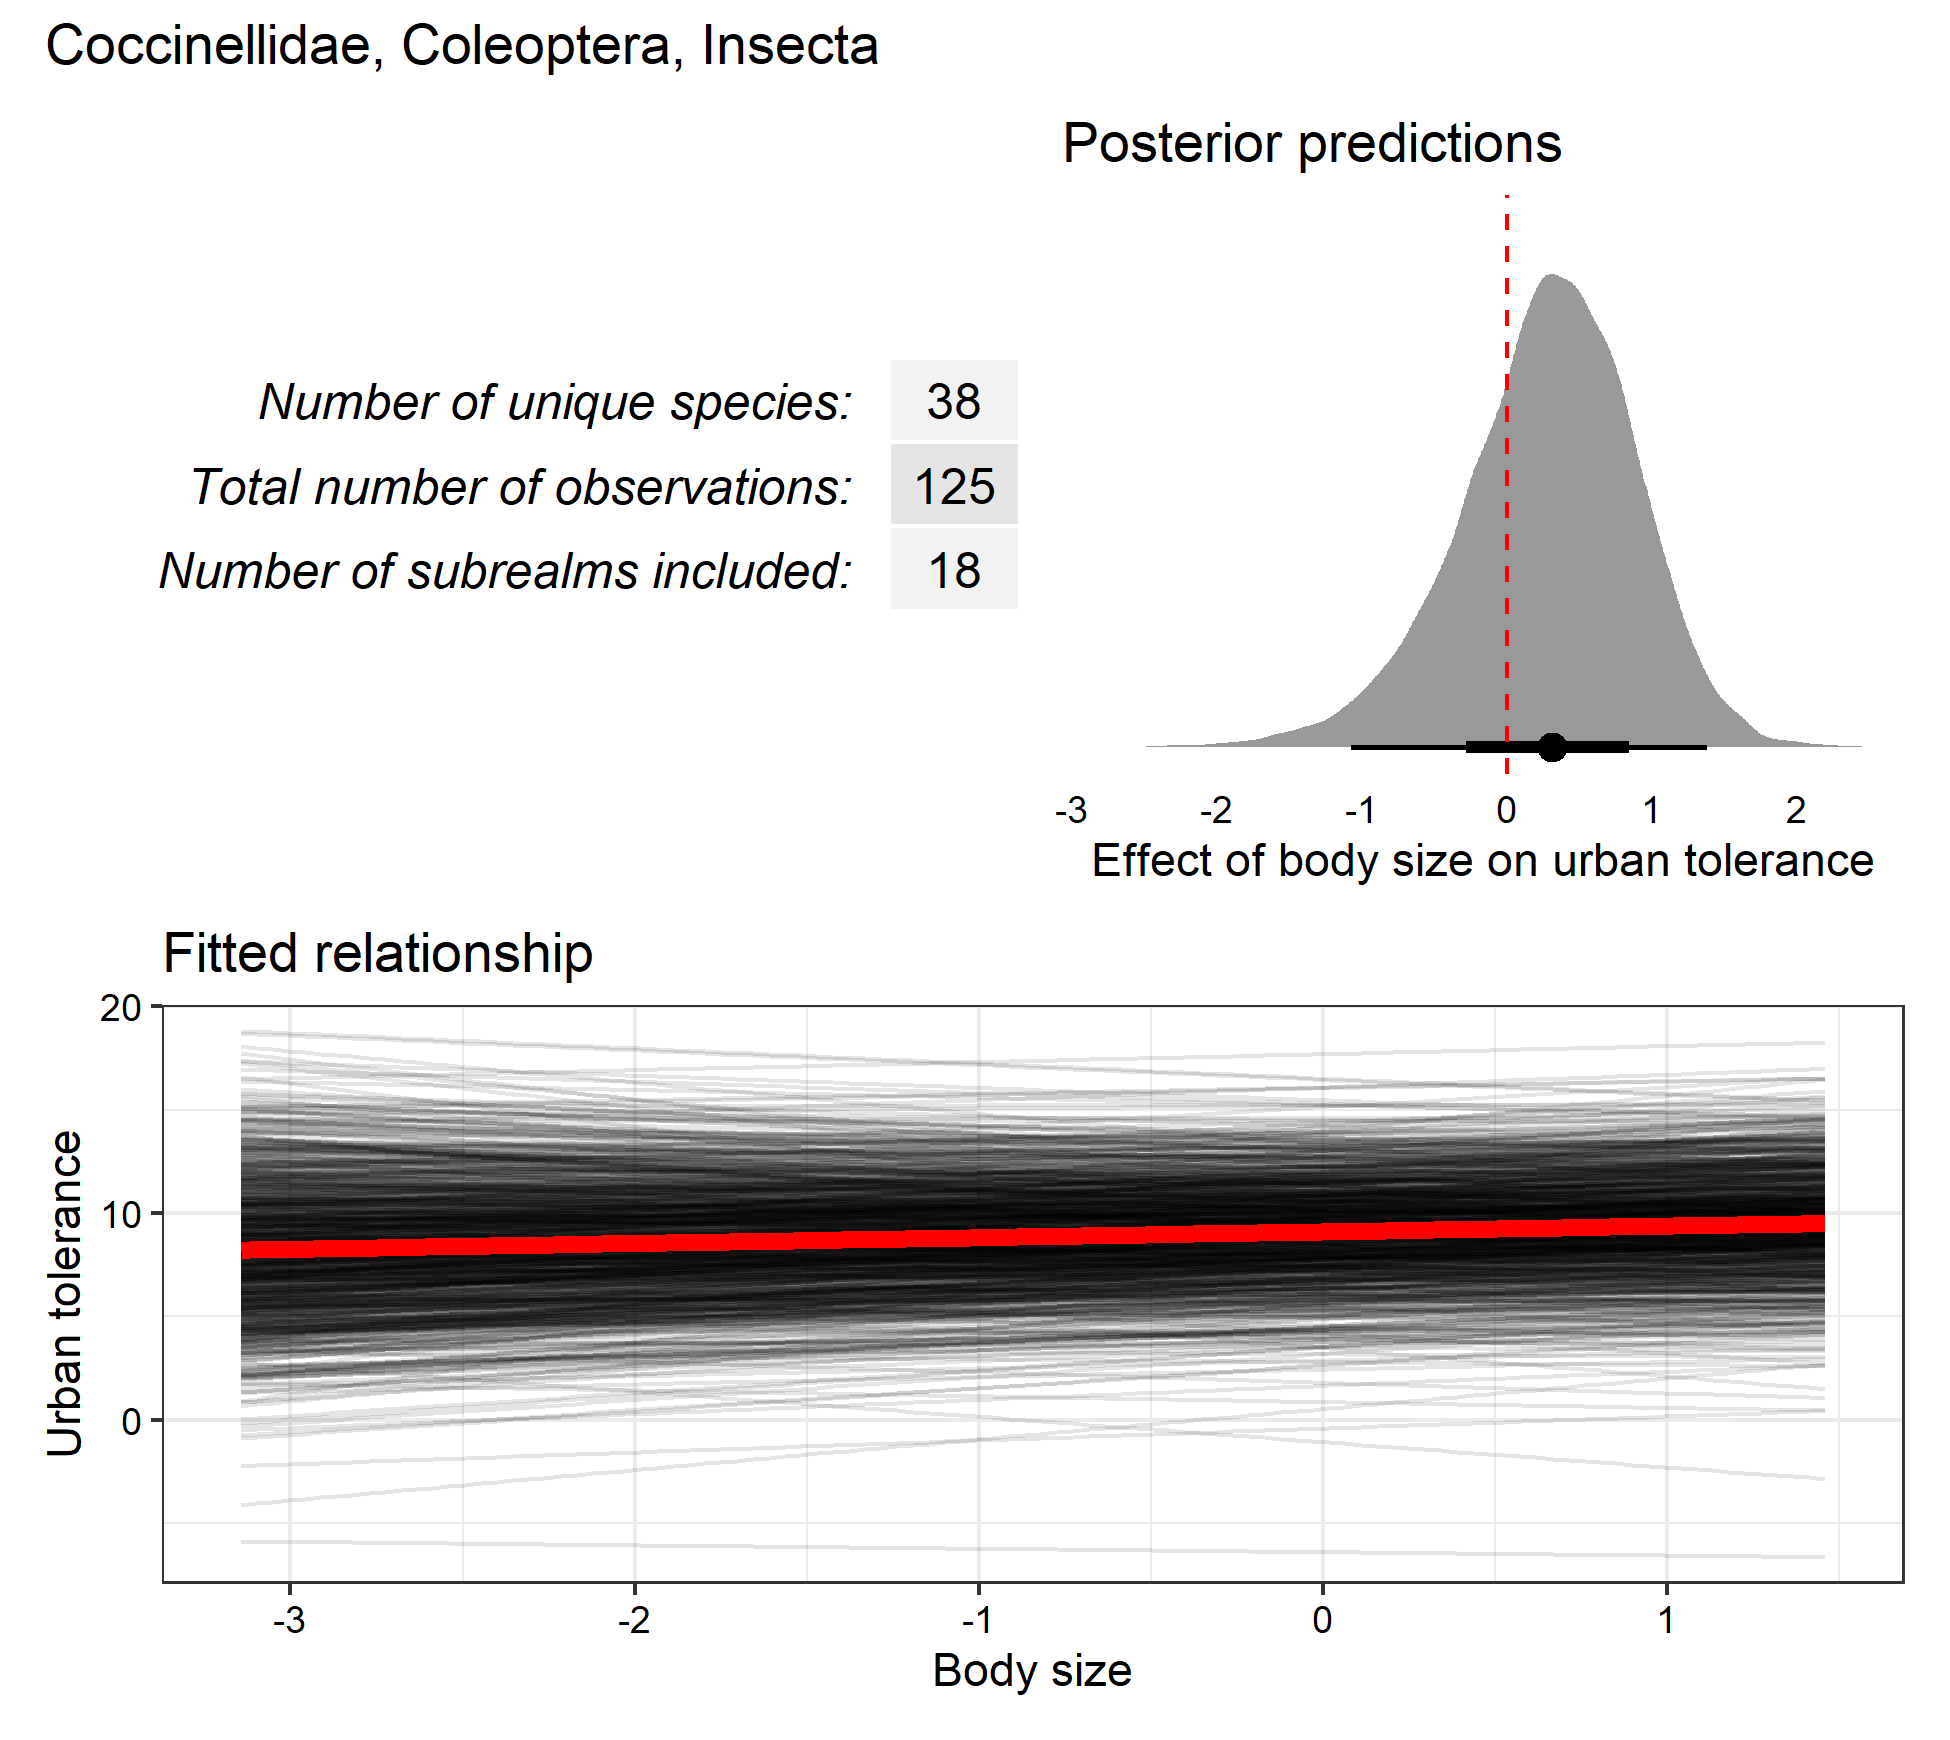 Coccinellidae, Coleoptera, Insecta
Posterior predictions
Number of unique species: 38
Total number of observations: 125
Number of subrealms included: 18
-3 -2 -1 0 1 2
Effect of body size on urban tolerance
Fitted relationship
20
10
0
Urban tolerance
-3 -2 -1 0 1
Body size